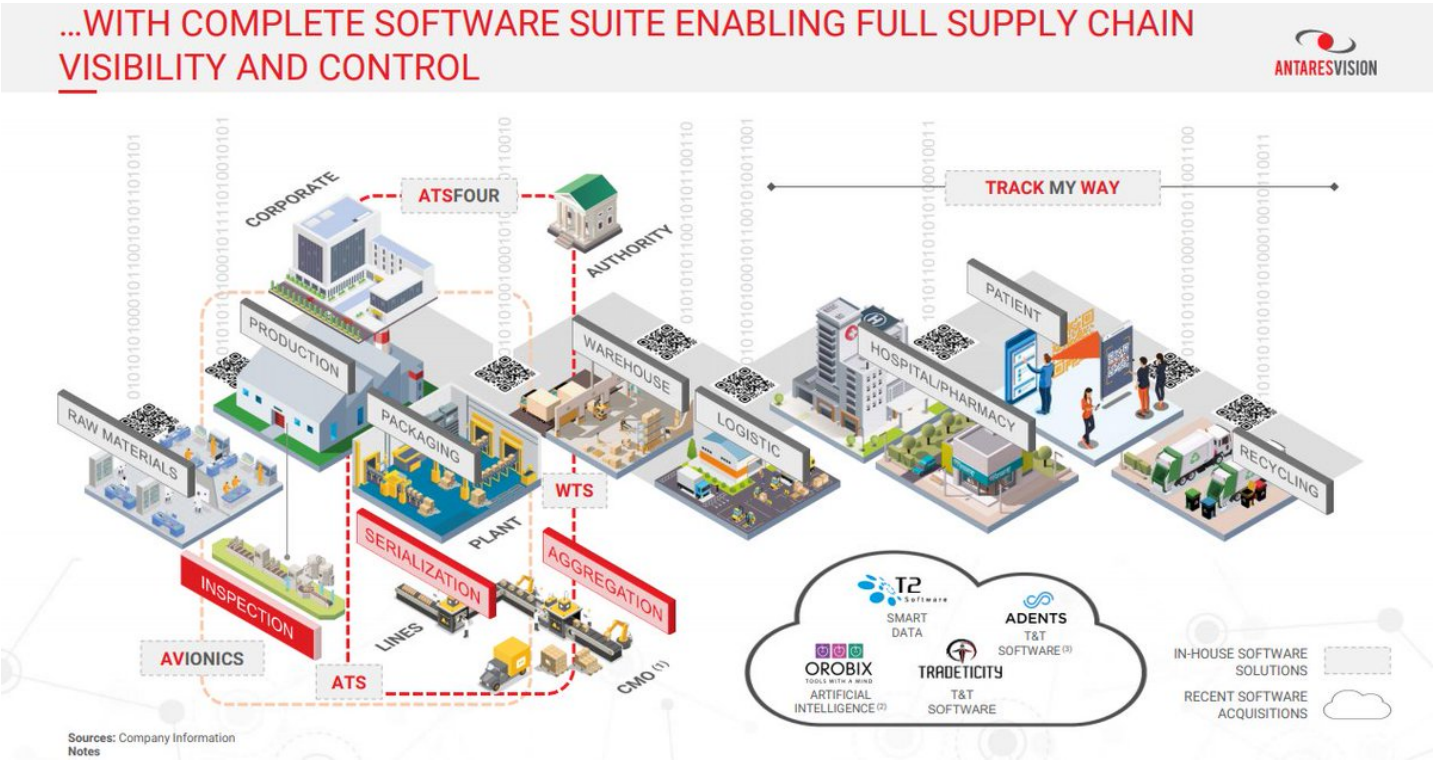 ...WITH COMPLETE SOFTWARE SUITE ENABLING FULL SUPPLY CHAIN
VISIBILITY AND CONTROL
ANTARESVISION
CORPORATE
ATSFOUR
AUTHORITY
TRACK MY WAY
RAW MATERIALS
PRODUCTION
PACKAGING
WAREHOUSE
LOGISTIC
HOSPITAL/PHARMACY
PATIENT
RECYCLING
H
PLANT
WTS
INSPECTION
SERIALIZATION
AGGREGATION
LINES
CMO (1)
AVIONICS
ATS
T2
Software
SMART
DATA
ADENTS
T&T
SOFTWARE (3)
OROBIX
TOOLS WITH A MIND
ARTIFICIAL
INTELLIGENCE (2)
TRADETICITY
T&T
SOFTWARE
IN-HOUSE SOFTWARE
SOLUTIONS
RECENT SOFTWARE
ACQUISITIONS
Sources: Company Information
Notes